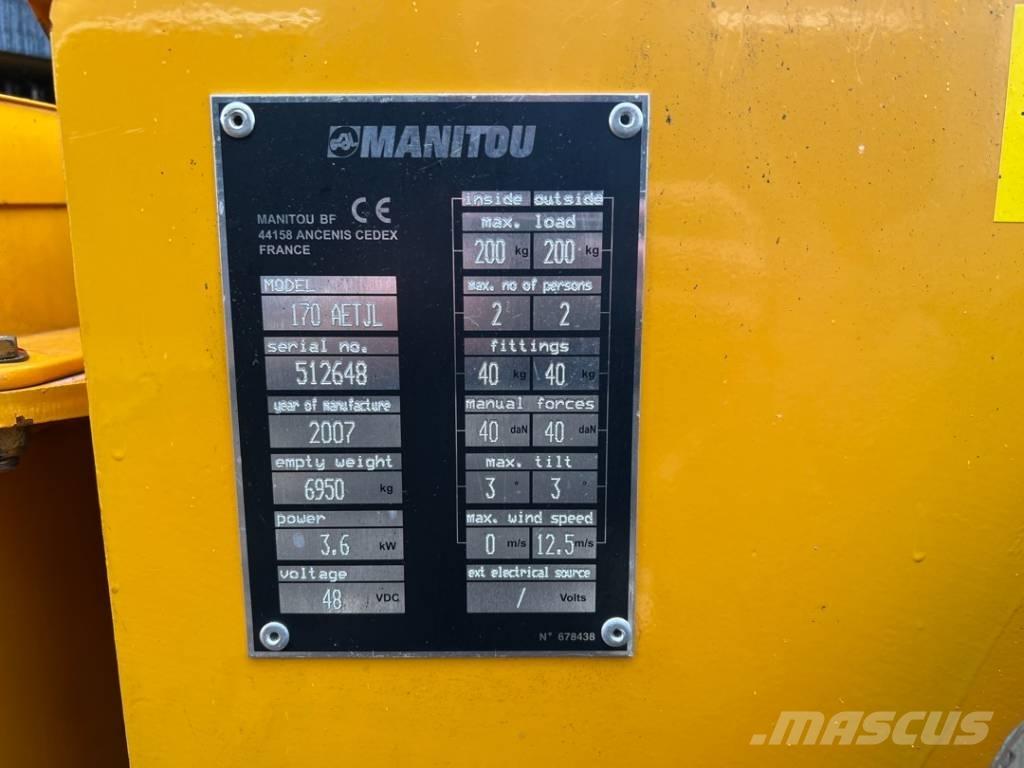 MANITOU
MANITOU BF CE
44158 ANCENIS CEDEX
FRANCE
MODEL
170 AETJL
serial no.
512648
year of manufacture
2007
empty weight
6950 kg
power
3.6 kW
voltage
48 VDC
inside outside
max. load
200 kg 200 kg
max. no of persons
2 2
fittings
40 kg 40 kg
manual forces
40 daN 40 daN
max. tilt
3 ° 3 °
max. wind speed
0 m/s 12.5 m/s
ext electrical source
/ Volts
N° 678438
MASCUS